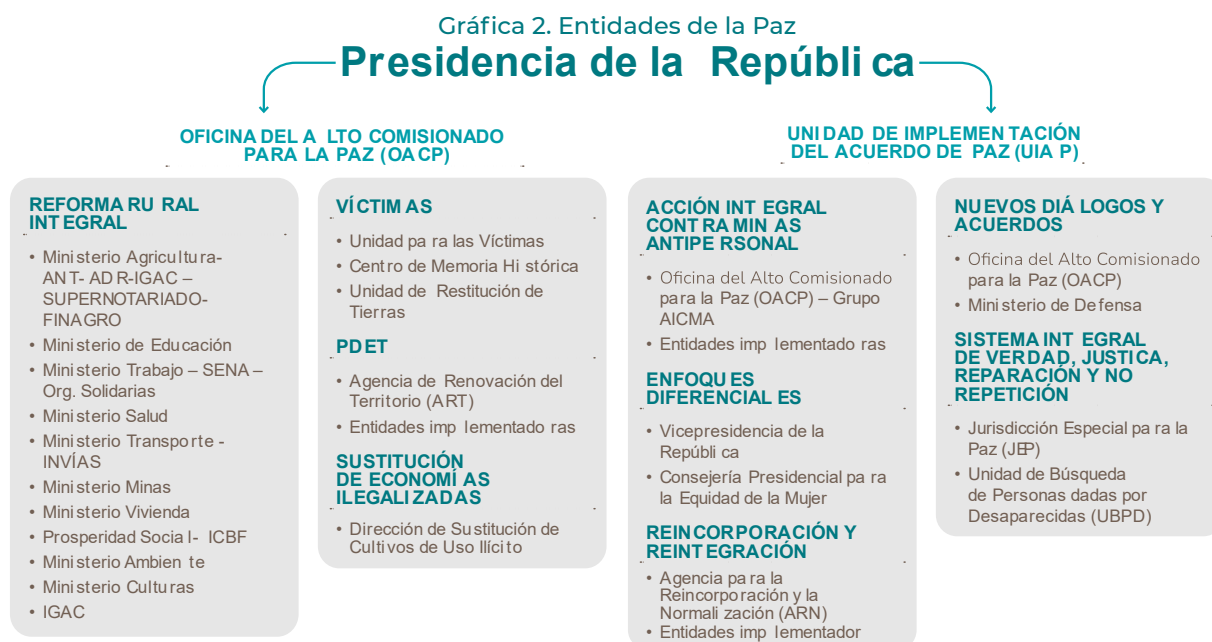 Gráfica 2. Entidades de la Paz
Presidencia de la República
OFICINA DEL ALTO COMISIONADO
PARA LA PAZ (OACP)
UNIDAD DE IMPLEMENTACIÓN
DEL ACUERDO DE PAZ (UIAP)
REFORMA RURAL
INTEGRAL
• Ministerio Agricultura-
ANT- ADR-IGAC –
SUPERNOTARIADO-
FINAGRO
• Ministerio de Educación
• Ministerio Trabajo – SENA –
Org. Solidarias
• Ministerio Salud
• Ministerio Transporte -
INVÍAS
• Ministerio Minas
• Ministerio Vivienda
• Prosperidad Social- ICBF
• Ministerio Ambiente
• Ministerio Culturas
• IGAC
VÍCTIMAS
• Unidad para las Víctimas
• Centro de Memoria Histórica
• Unidad de Restitución de
Tierras
PDET
• Agencia de Renovación del
Territorio (ART)
• Entidades implementadoras
SUSTITUCIÓN
DE ECONOMÍAS
ILEGALIZADAS
• Dirección de Sustitución de
Cultivos de Uso Ilícito
ACCIÓN INTEGRAL
CONTRA MINAS
ANTIPERSONAL
• Oficina del Alto Comisionado
para la Paz (OACP) – Grupo
AICMA
• Entidades implementadoras
ENFOQUES
DIFERENCIALES
• Vicepresidencia de la
República
• Consejería Presidencial para
la Equidad de la Mujer
REINCORPORACIÓN Y
REINTEGRACIÓN
• Agencia para la
Reincorporación y la
Normalización (ARN)
• Entidades implementador
NUEVOS DIÁLOGOS Y
ACUERDOS
• Oficina del Alto Comisionado
para la Paz (OACP)
• Ministerio de Defensa
SISTEMA INTEGRAL
DE VERDAD, JUSTICA,
REPARACIÓN Y NO
REPETICIÓN
• Jurisdicción Especial para la
Paz (JEP)
• Unidad de Búsqueda
de Personas dadas por
Desaparecidas (UBPD)